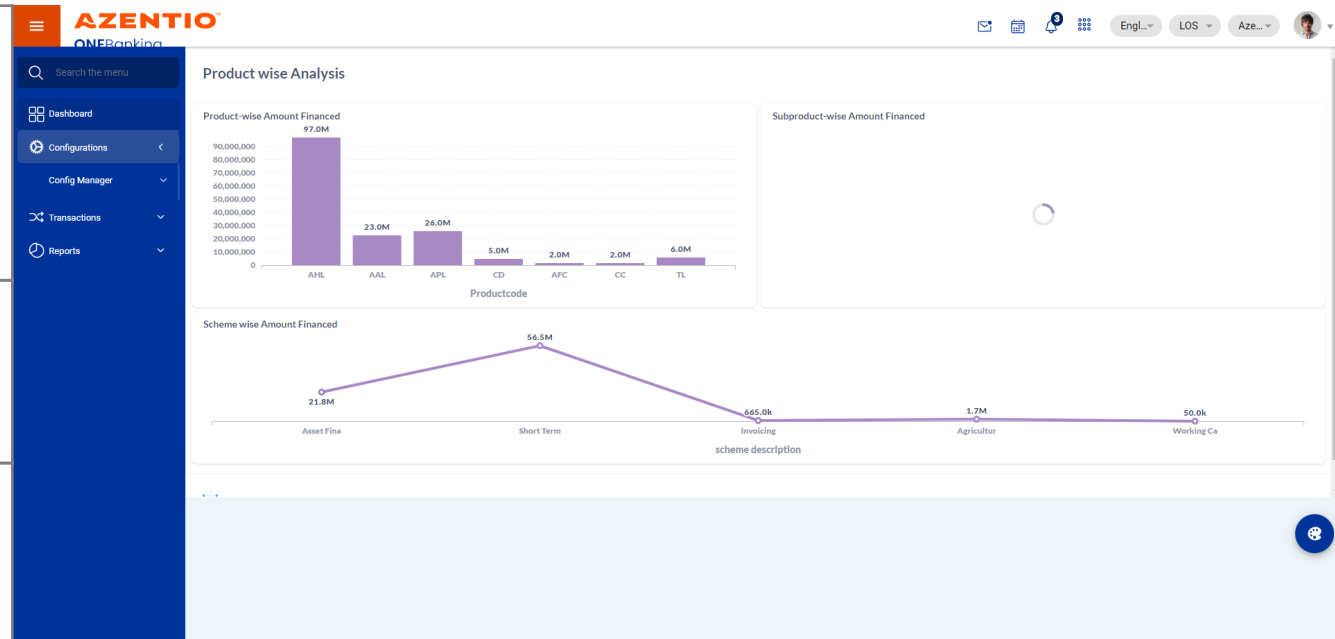 AZENTIO
ONEBanking
3
Engl...
LOS
Aze...
Search the menu
Dashboard
Configurations
Config Manager
Transactions
Reports
Product wise Analysis
Product-wise Amount Financed
97.0M
90,000,000
80,000,000
70,000,000
60,000,000
50,000,000
40,000,000
30,000,000
20,000,000
10,000,000
0
23.0M
26.0M
5.0M
2.0M
2.0M
6.0M
AHL AAL APL CD AFC CC TL
Productcode
Subproduct-wise Amount Financed
Scheme wise Amount Financed
56.5M
21.8M
665.0k
1.7M
50.0k
Asset Fina Short Term Invoicing Agricultur Working Ca
scheme description